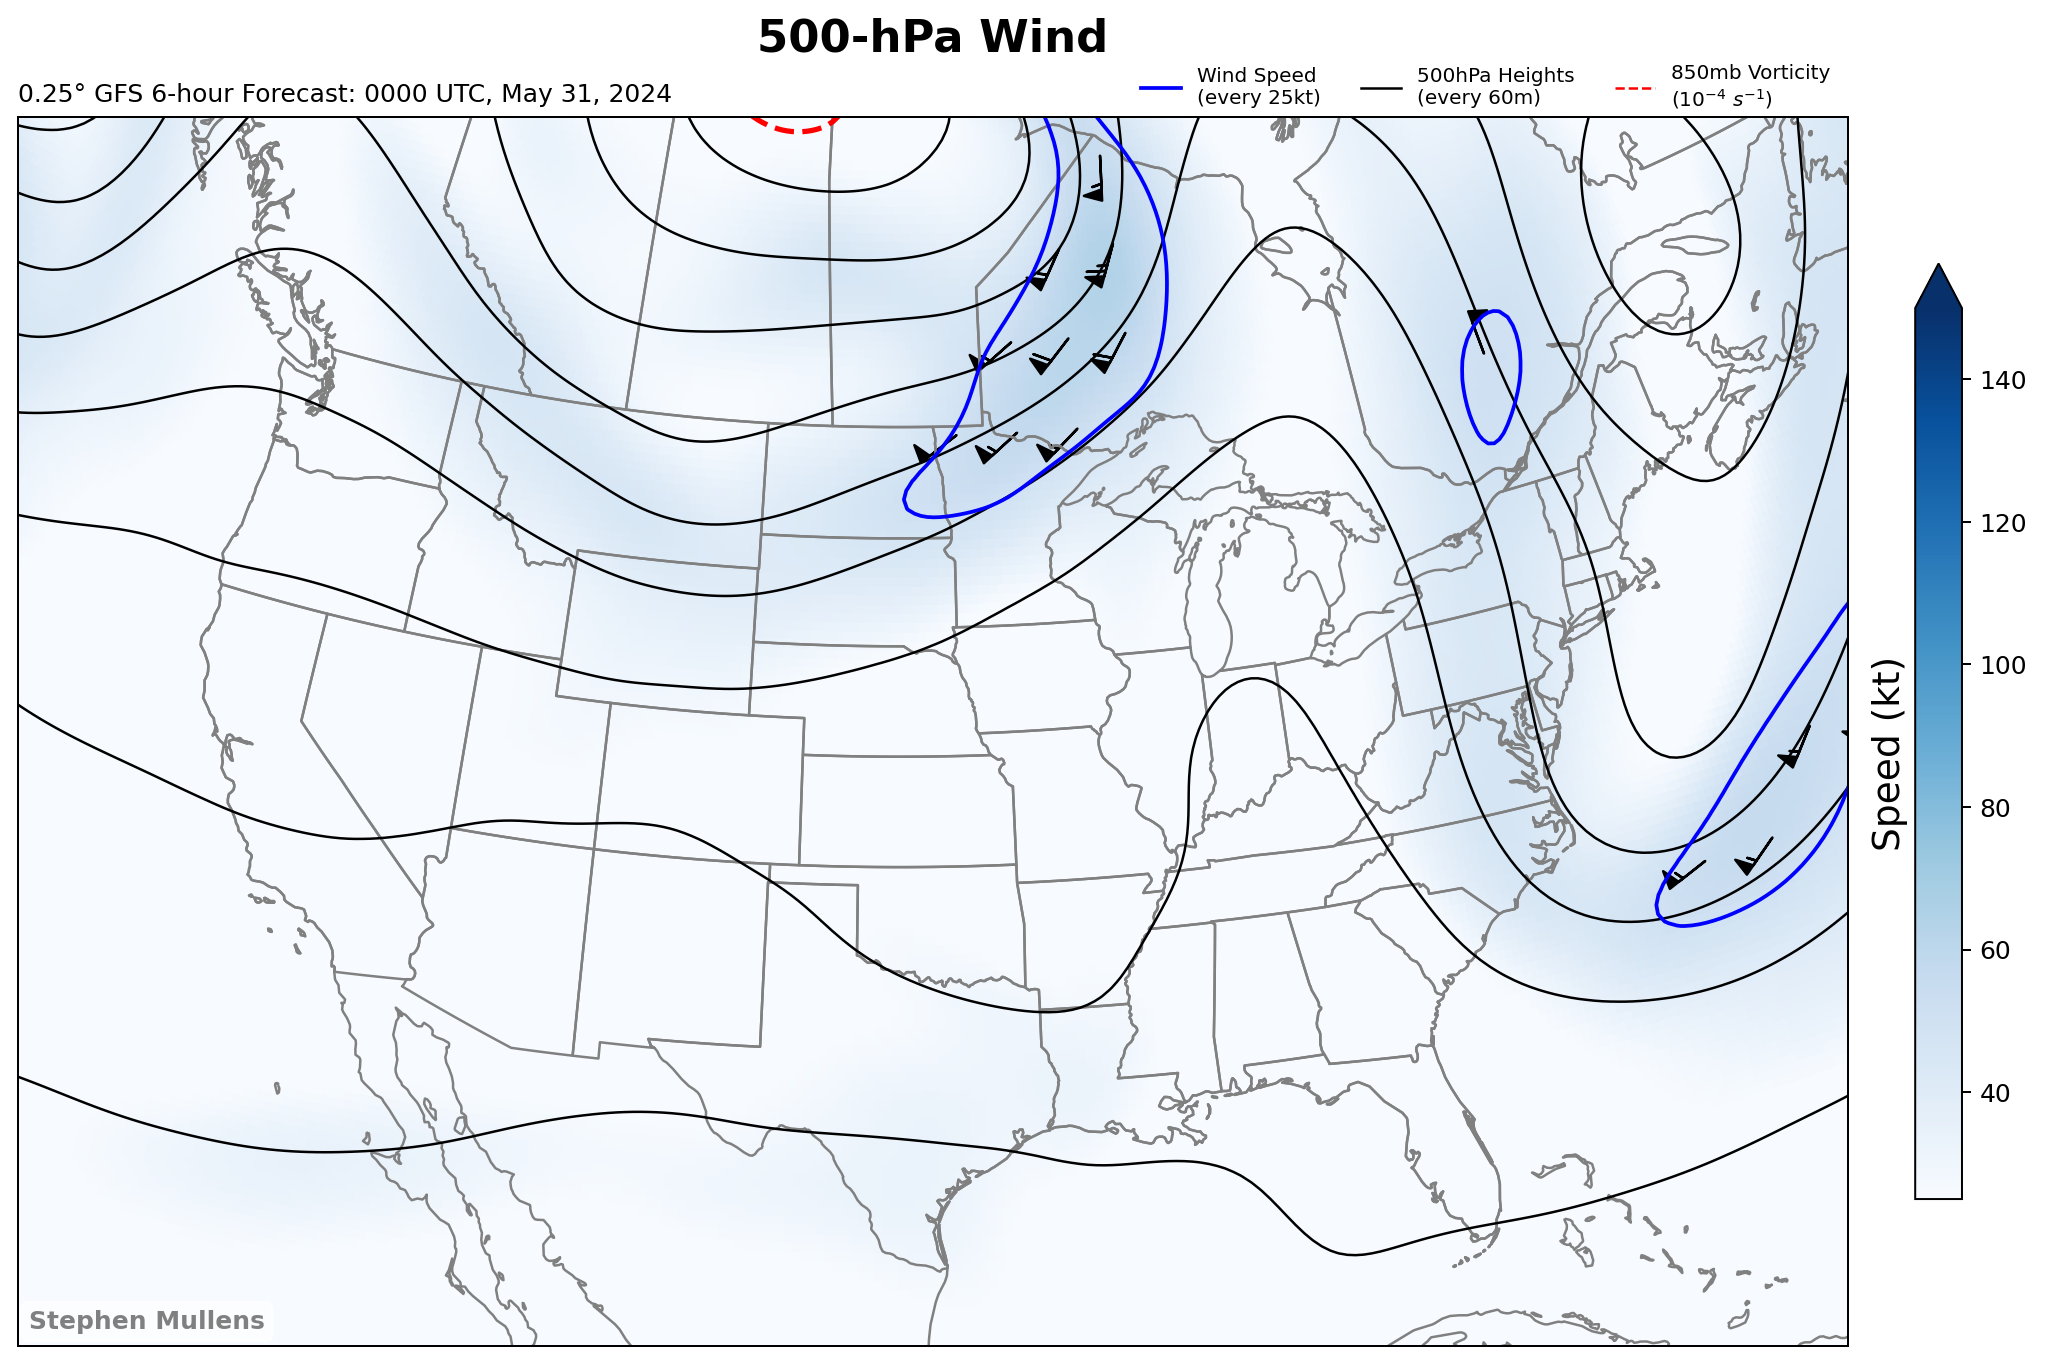 500-hPa Wind
0.25° GFS 6-hour Forecast: 0000 UTC, May 31, 2024
Wind Speed
(every 25kt)
500hPa Heights
(every 60m)
850mb Vorticity
(10⁻⁴ s⁻¹)
140
120
100
80
60
40
Speed (kt)
Stephen Mullens